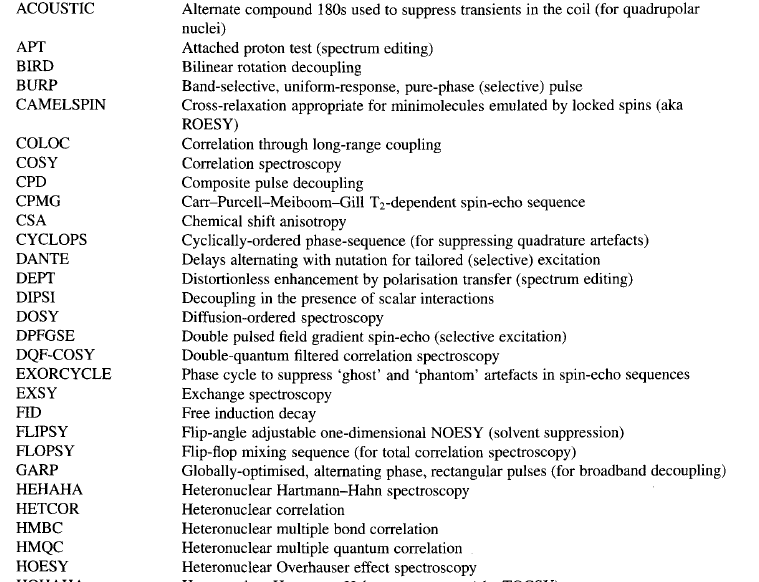 ACOUSTIC Alternate compound 180s used to suppress transients in the coil (for quadrupolar
nuclei)
APT Attached proton test (spectrum editing)
BIRD Bilinear rotation decoupling
BURP Band-selective, uniform-response, pure-phase (selective) pulse
CAMELSPIN Cross-relaxation appropriate for minimolecules emulated by locked spins (aka
ROESY)
COLOC Correlation through long-range coupling
COSY Correlation spectroscopy
CPD Composite pulse decoupling
CPMG Carr–Purcell–Meiboom–Gill T₂-dependent spin-echo sequence
CSA Chemical shift anisotropy
CYCLOPS Cyclically-ordered phase-sequence (for suppressing quadrature artefacts)
DANTE Delays alternating with nutation for tailored (selective) excitation
DEPT Distortionless enhancement by polarisation transfer (spectrum editing)
DIPSI Decoupling in the presence of scalar interactions
DOSY Diffusion-ordered spectroscopy
DPFGSE Double pulsed field gradient spin-echo (selective excitation)
DQF-COSY Double-quantum filtered correlation spectroscopy
EXORCYCLE Phase cycle to suppress ‘ghost’ and ‘phantom’ artefacts in spin-echo sequences
EXSY Exchange spectroscopy
FID Free induction decay
FLIPSY Flip-angle adjustable one-dimensional NOESY (solvent suppression)
FLOPSY Flip-flop mixing sequence (for total correlation spectroscopy)
GARP Globally-optimised, alternating phase, rectangular pulses (for broadband decoupling)
HEHAHA Heteronuclear Hartmann–Hahn spectroscopy
HETCOR Heteronuclear correlation
HMBC Heteronuclear multiple bond correlation
HMQC Heteronuclear multiple quantum correlation
HOESY Heteronuclear Overhauser effect spectroscopy